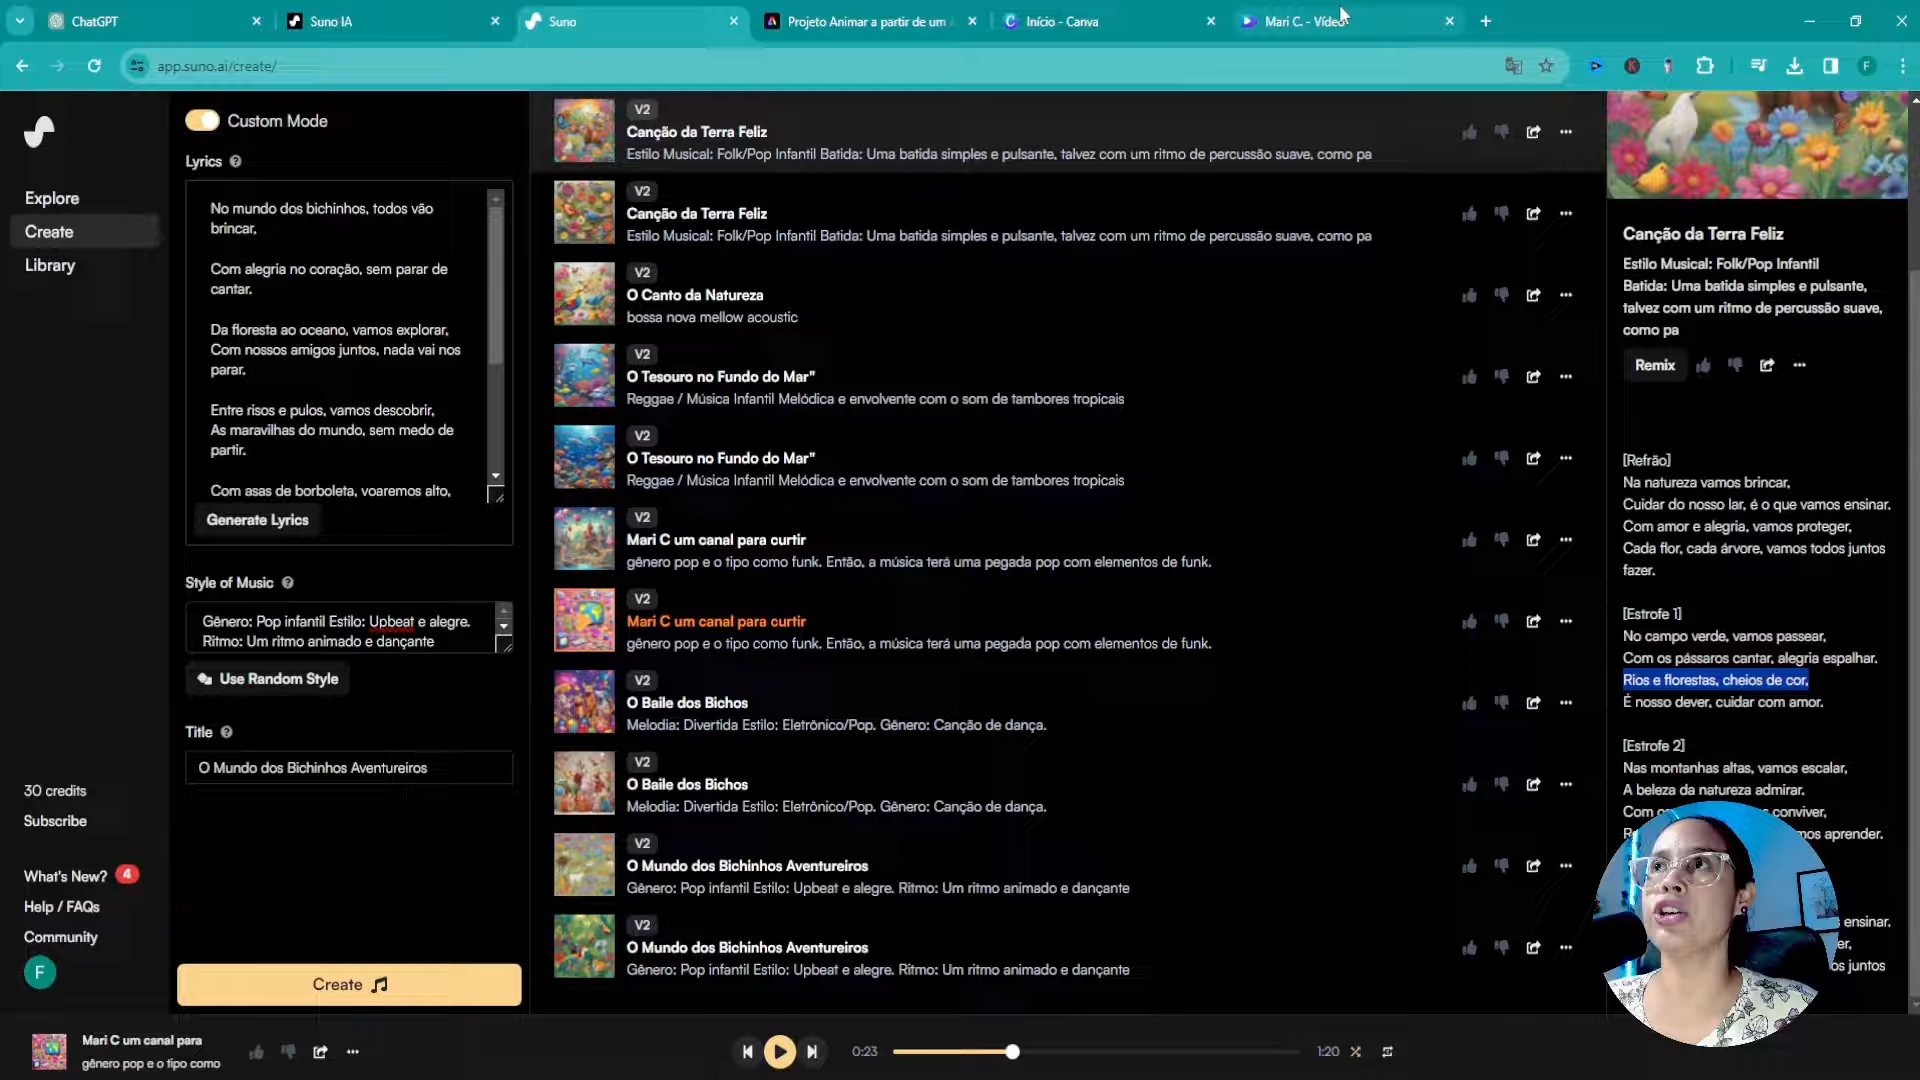 ChatGPT
Suno IA
Suno
Projeto Animar a partir de um
Início - Canva
Mari C. - Vídeo
app.suno.ai/create/
F
Explore
Create
Library
30 credits
Subscribe
What's New? 4
Help / FAQs
Community
F
Custom Mode
Lyrics
No mundo dos bichinhos, todos vão
brincar,
Com alegria no coração, sem parar de
cantar.
Da floresta ao oceano, vamos explorar,
Com nossos amigos juntos, nada vai nos
parar.
Entre risos e pulos, vamos descobrir,
As maravilhas do mundo, sem medo de
partir.
Com asas de borboleta, voaremos alto,
Generate Lyrics
Style of Music
Gênero: Pop infantil Estilo: Upbeat e alegre.
Ritmo: Um ritmo animado e dançante
Use Random Style
Title
O Mundo dos Bichinhos Aventureiros
Create
V2
Canção da Terra Feliz
Estilo Musical: Folk/Pop Infantil Batida: Uma batida simples e pulsante, talvez com um ritmo de percussão suave, como pa
V2
Canção da Terra Feliz
Estilo Musical: Folk/Pop Infantil Batida: Uma batida simples e pulsante, talvez com um ritmo de percussão suave, como pa
V2
O Canto da Natureza
bossa nova mellow acoustic
V2
O Tesouro no Fundo do Mar"
Reggae / Música Infantil Melódica e envolvente com o som de tambores tropicais
V2
O Tesouro no Fundo do Mar"
Reggae / Música Infantil Melódica e envolvente com o som de tambores tropicais
V2
Mari C um canal para curtir
gênero pop e o tipo como funk. Então, a música terá uma pegada pop com elementos de funk.
V2
Mari C um canal para curtir
gênero pop e o tipo como funk. Então, a música terá uma pegada pop com elementos de funk.
V2
O Baile dos Bichos
Melodia: Divertida Estilo: Eletrônico/Pop. Gênero: Canção de dança.
V2
O Baile dos Bichos
Melodia: Divertida Estilo: Eletrônico/Pop. Gênero: Canção de dança.
V2
O Mundo dos Bichinhos Aventureiros
Gênero: Pop infantil Estilo: Upbeat e alegre. Ritmo: Um ritmo animado e dançante
V2
O Mundo dos Bichinhos Aventureiros
Gênero: Pop infantil Estilo: Upbeat e alegre. Ritmo: Um ritmo animado e dançante
Canção da Terra Feliz
Estilo Musical: Folk/Pop Infantil
Batida: Uma batida simples e pulsante,
talvez com um ritmo de percussão suave,
como pa
Remix
[Refrão]
Na natureza vamos brincar,
Cuidar do nosso lar, é o que vamos ensinar.
Com amor e alegria, vamos proteger,
Cada flor, cada árvore, vamos todos juntos
fazer.
[Estrofe 1]
No campo verde, vamos passear,
Com os pássaros cantar, alegria espalhar.
Rios e florestas, cheios de cor,
É nosso dever, cuidar com amor.
[Estrofe 2]
Nas montanhas altas, vamos escalar,
A beleza da natureza admirar.
conviver,
aprender.
ensinar.
juntos
Mari C um canal para
gênero pop e o tipo como
0:23
1:20